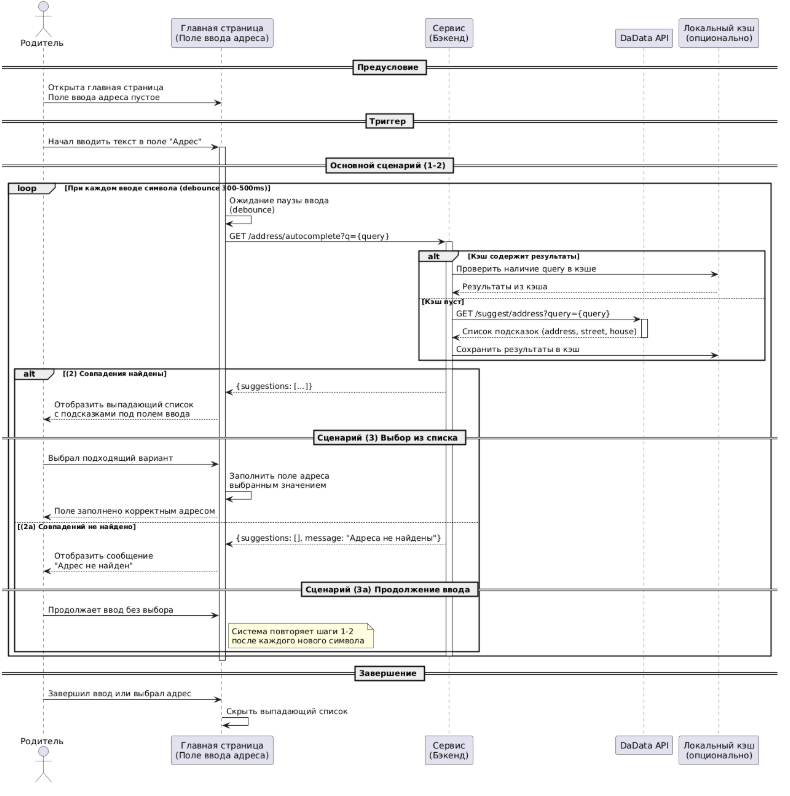 Родитель
Главная страница
(Поле ввода адреса)
Сервис
(Бэкенд)
DaData API
Локальный кэш
(опционально)
Предусловие
Открыта главная страница
Поле ввода адреса пустое
Триггер
Начал вводить текст в поле "Адрес"
Основной сценарий (1-2)
loop
[При каждом вводе символа (debounce 300-500ms)]
Ожидание паузы ввода
(debounce)
GET /address/autocomplete?q={query}
alt
[Кэш содержит результаты]
Проверить наличие query в кэше
Результаты из кэша
[Кэш пуст]
GET /suggest/address?query={query}
Список подсказок (address, street, house)
Сохранить результаты в кэш
alt
[(2) Совпадения найдены]
{suggestions: [...]}
Отобразить выпадающий список
с подсказками под полем ввода
Сценарий (3) Выбор из списка
Выбрал подходящий вариант
Заполнить поле адреса
выбранным значением
Поле заполнено корректным адресом
[(2a) Совпадений не найдено]
{suggestions: [], message: "Адреса не найдены"}
Отобразить сообщение
"Адрес не найден"
Сценарий (3a) Продолжение ввода
Продолжает ввод без выбора
Система повторяет шаги 1-2
после каждого нового символа
Завершение
Завершил ввод или выбрал адрес
Скрыть выпадающий список
Родитель
Главная страница
(Поле ввода адреса)
Сервис
(Бэкенд)
DaData API
Локальный кэш
(опционально)